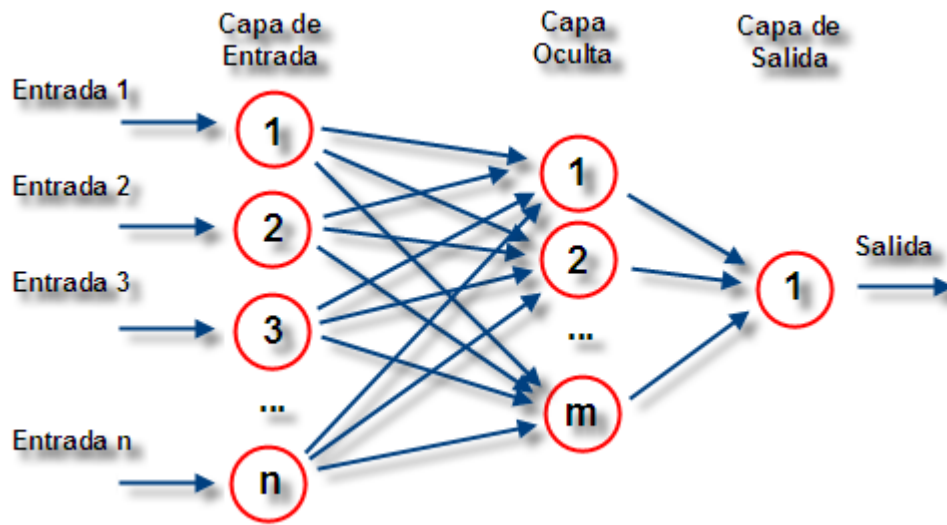 Capa de
Entrada
Capa
Oculta
Capa de
Salida
Entrada 1
1
Entrada 2
2
Entrada 3
3
...
Entrada n
n
1
2
...
m
1
Salida